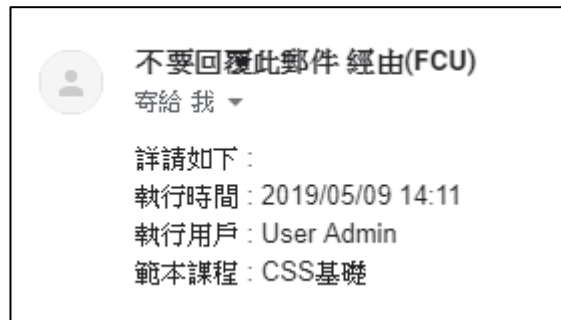 不要回覆此郵件 經由(FCU)
寄給 我
詳請如下 :
執行時間 : 2019/05/09 14:11
執行用戶 : User Admin
範本課程 : CSS基礎